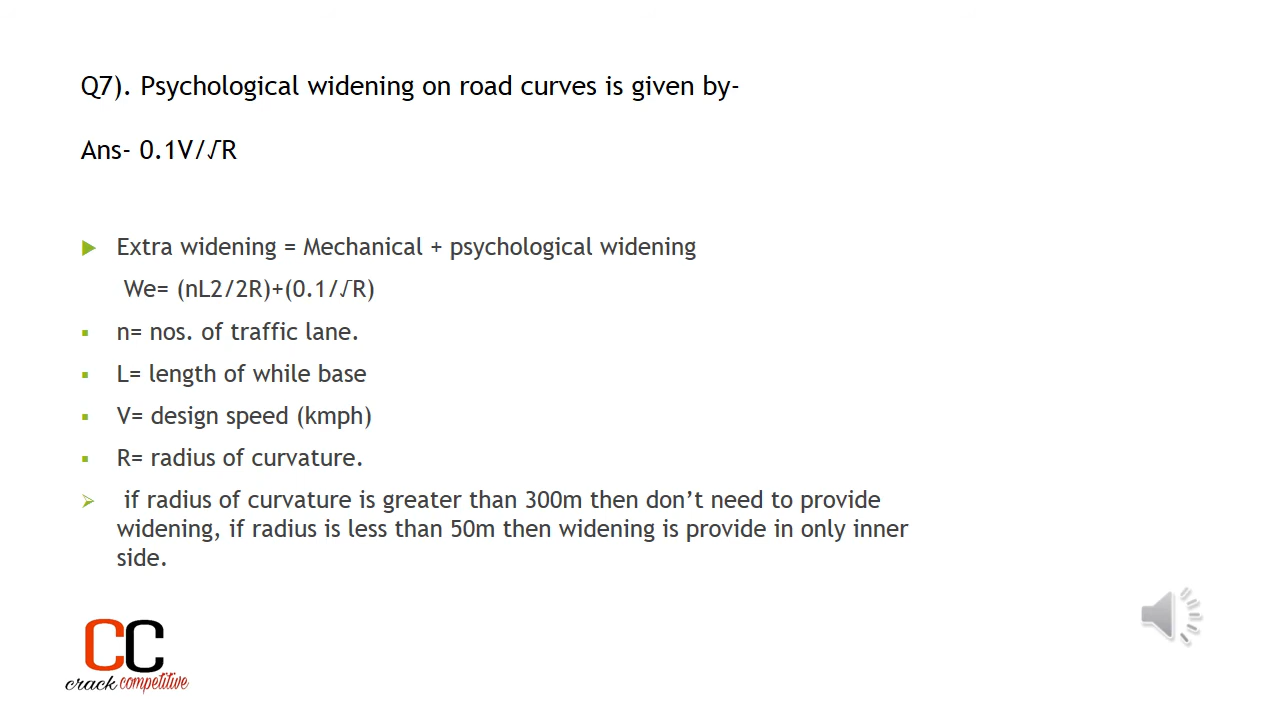 Q7). Psychological widening on road curves is given by-
Ans- 0.1V/√R
Extra widening = Mechanical + psychological widening
We= (nL2/2R)+(0.1/√R)
n= nos. of traffic lane.
L= length of while base
V= design speed (kmph)
R= radius of curvature.
if radius of curvature is greater than 300m then don’t need to provide
widening, if radius is less than 50m then widening is provide in only inner
side.
CC
crack competitive